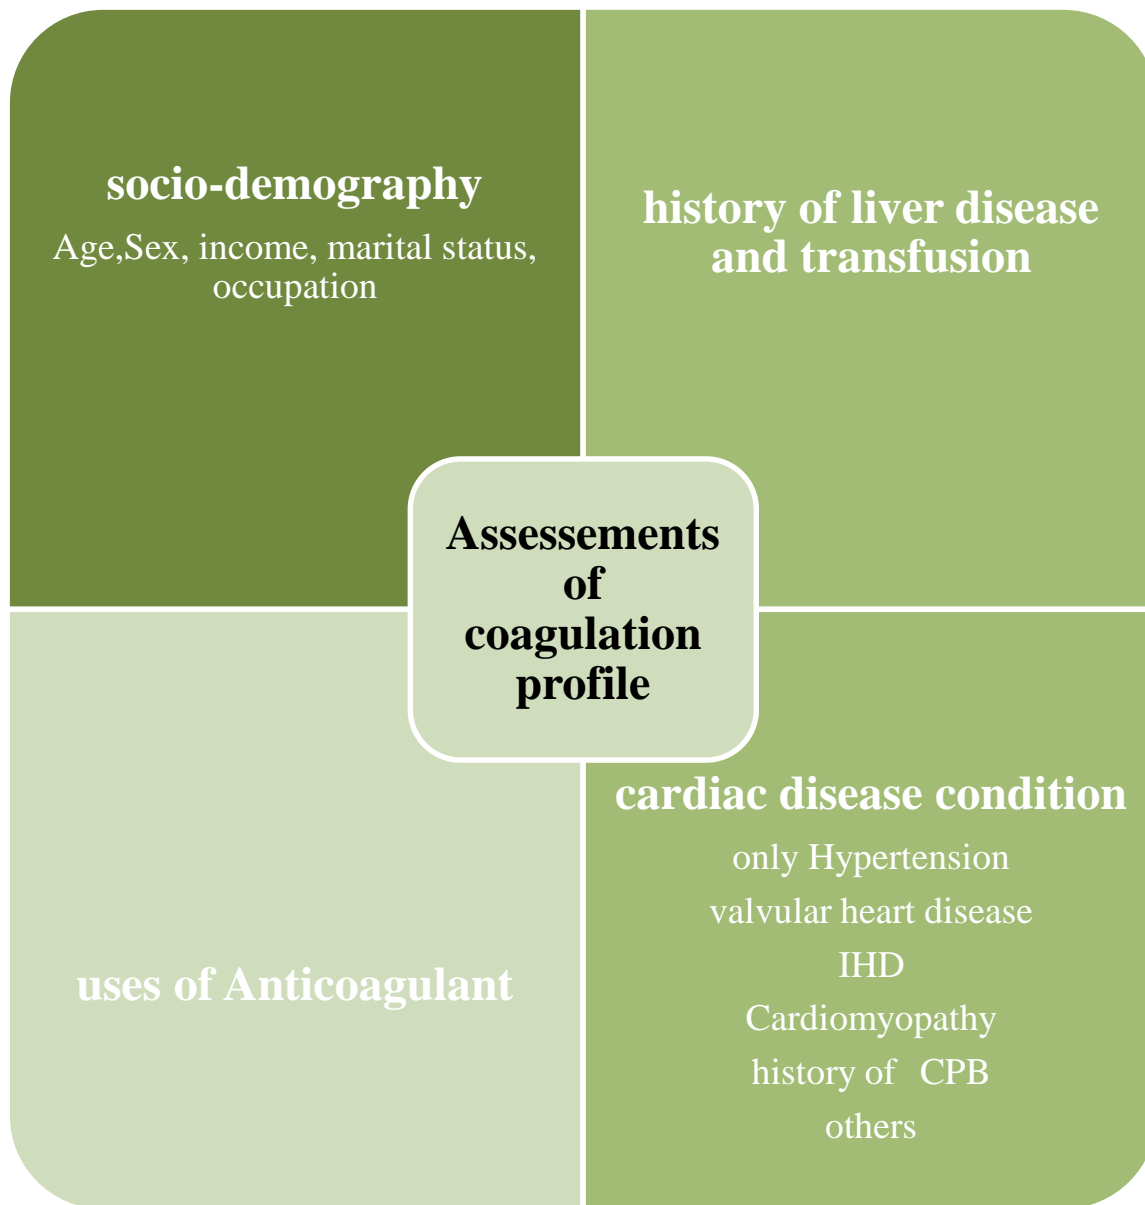 socio-demography
Age,Sex, income, marital status,
occupation
history of liver disease
and transfusion
Assessements
of
coagulation
profile
uses of Anticoagulant
cardiac disease condition
only Hypertension
valvular heart disease
IHD
Cardiomyopathy
history of CPB
others